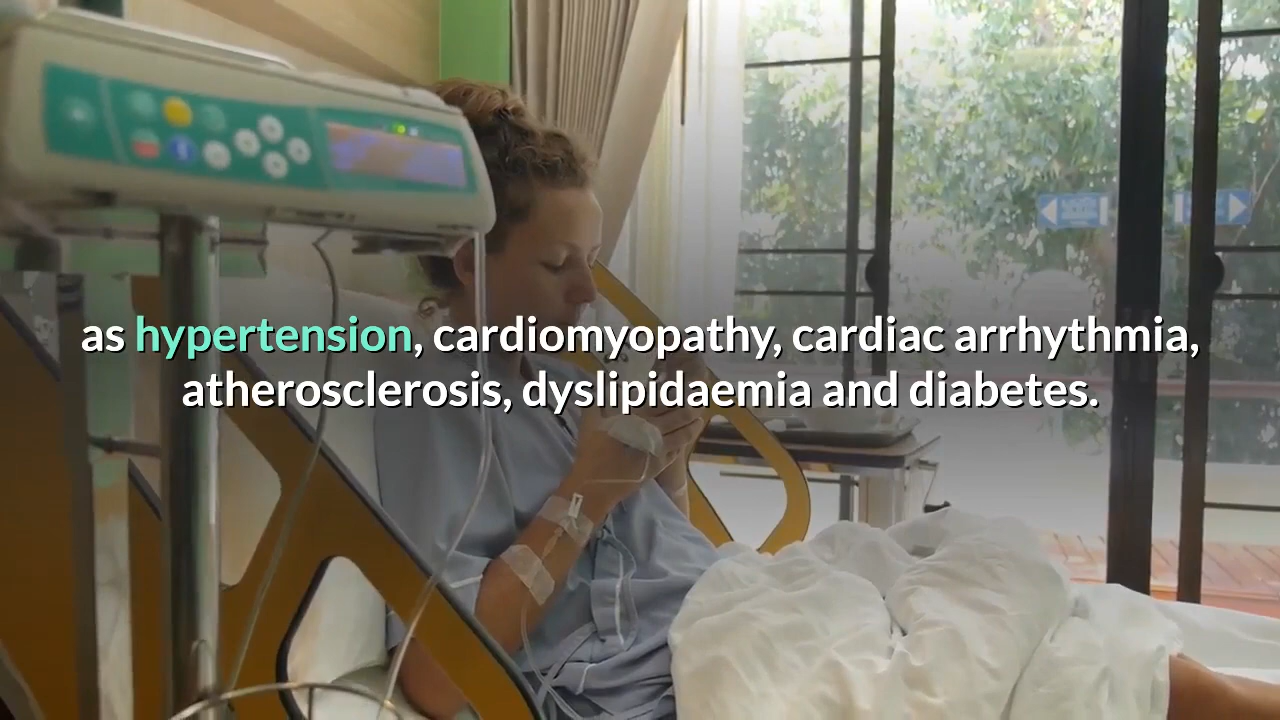 as hypertension, cardiomyopathy, cardiac arrhythmia,
atherosclerosis, dyslipidaemia and diabetes.